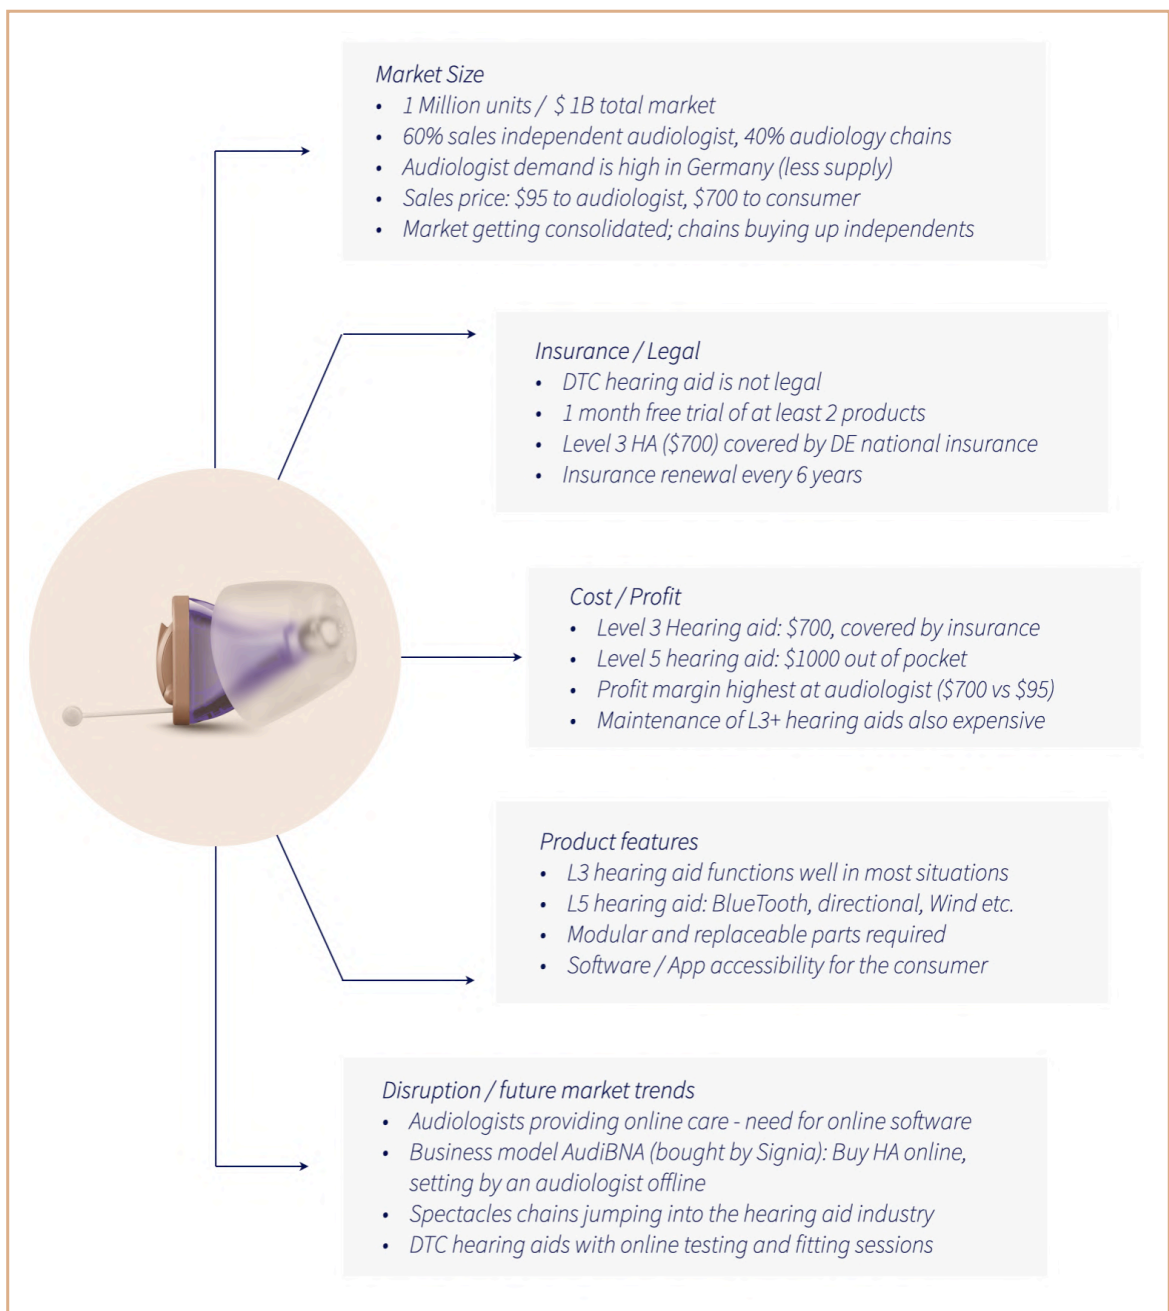 Market Size
• 1 Million units / $ 1B total market
• 60% sales independent audiologist, 40% audiology chains
• Audiologist demand is high in Germany (less supply)
• Sales price: $95 to audiologist, $700 to consumer
• Market getting consolidated; chains buying up independents
Insurance / Legal
• DTC hearing aid is not legal
• 1 month free trial of at least 2 products
• Level 3 HA ($700) covered by DE national insurance
• Insurance renewal every 6 years
Cost / Profit
• Level 3 Hearing aid: $700, covered by insurance
• Level 5 hearing aid: $1000 out of pocket
• Profit margin highest at audiologist ($700 vs $95)
• Maintenance of L3+ hearing aids also expensive
Product features
• L3 hearing aid functions well in most situations
• L5 hearing aid: BlueTooth, directional, Wind etc.
• Modular and replaceable parts required
• Software / App accessibility for the consumer
Disruption / future market trends
• Audiologists providing online care - need for online software
• Business model AudiBNA (bought by Signia): Buy HA online,
setting by an audiologist offline
• Spectacles chains jumping into the hearing aid industry
• DTC hearing aids with online testing and fitting sessions